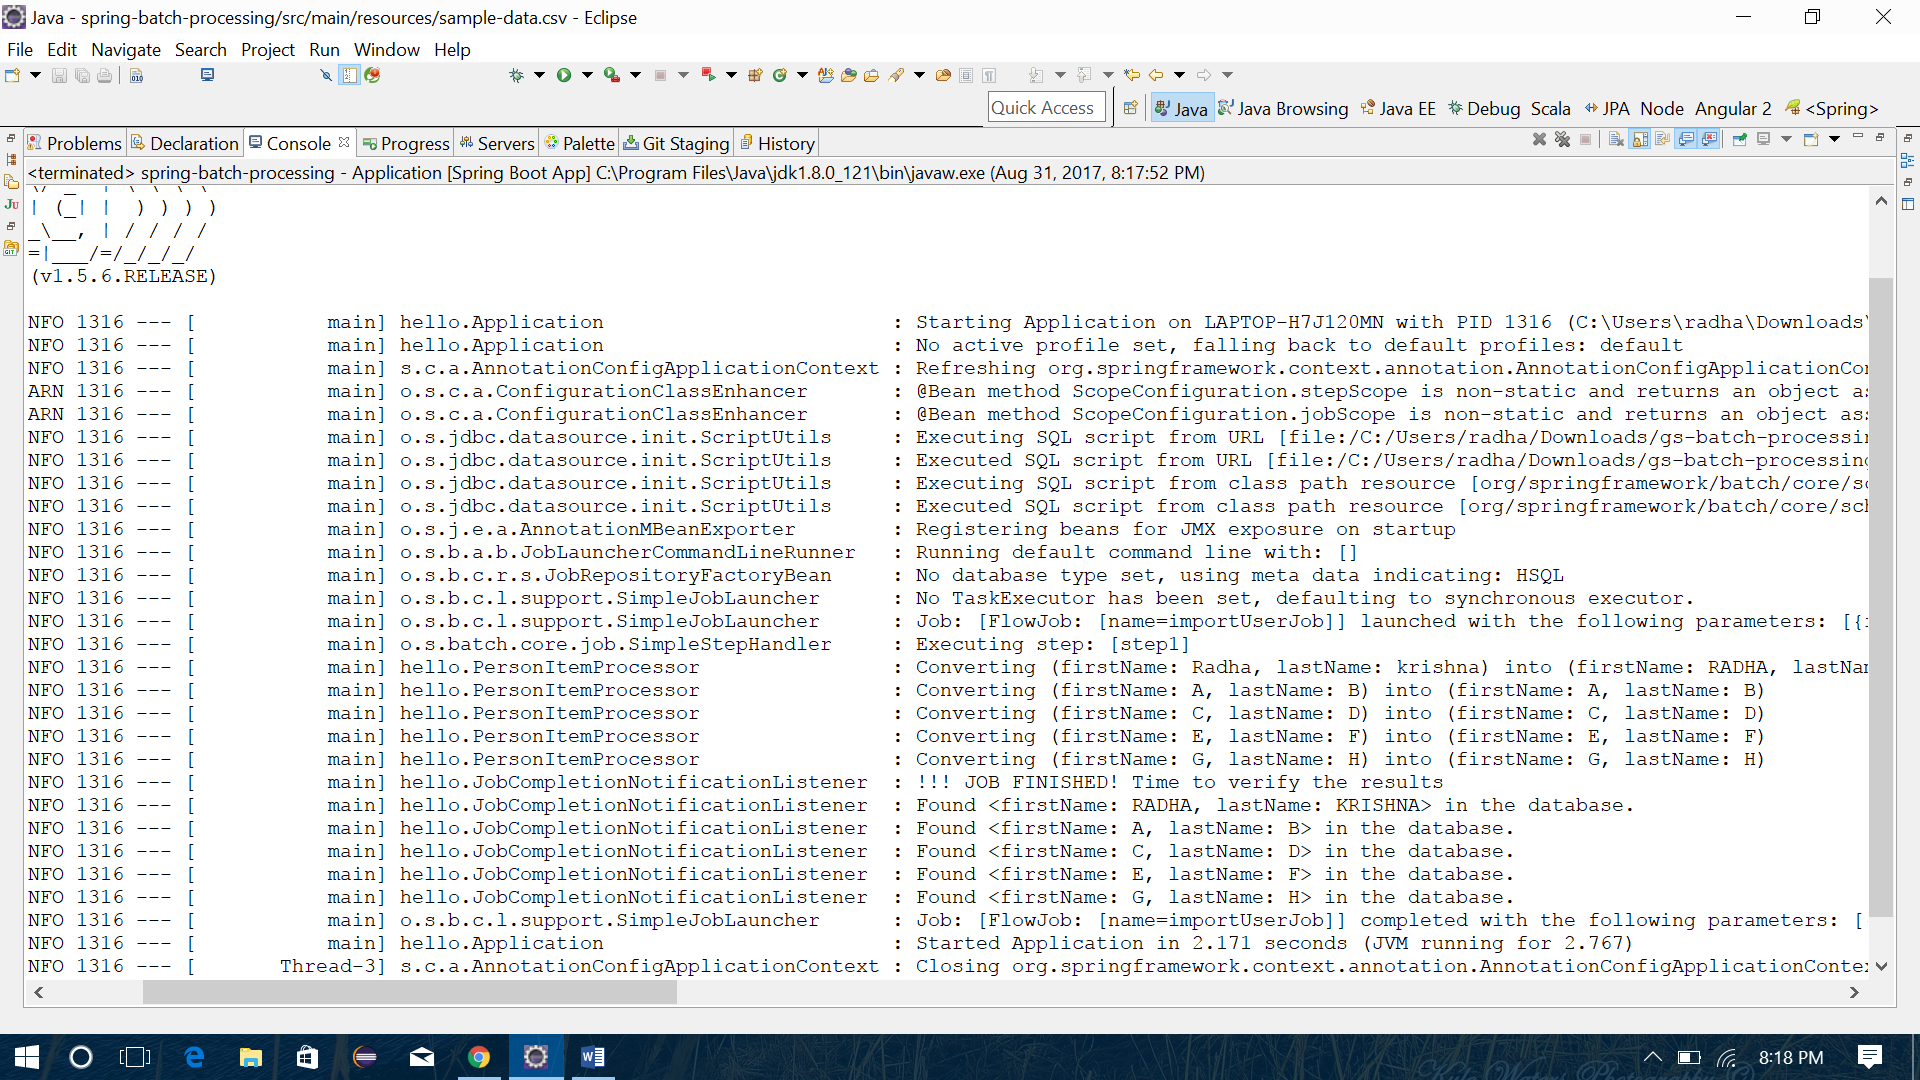 Java - spring-batch-processing/src/main/resources/sample-data.csv - Eclipse
File Edit Navigate Search Project Run Window Help
Quick Access Java Java Browsing Java EE Debug Scala JPA Node Angular 2 <Spring>
Problems Declaration Console Progress Servers Palette Git Staging History
<terminated> spring-batch-processing - Application [Spring Boot App] C:\Program Files\Java\jdk1.8.0_121\bin\javaw.exe (Aug 31, 2017, 8:17:52 PM)
\/ _ | \ \ \ \
| (_| | ) ) ) )
_\__, | / / / /
=|___/=/_/_/_/
(v1.5.6.RELEASE)
NFO 1316 --- [ main] hello.Application : Starting Application on LAPTOP-H7J120MN with PID 1316 (C:\Users\radha\Downloads\
NFO 1316 --- [ main] hello.Application : No active profile set, falling back to default profiles: default
NFO 1316 --- [ main] s.c.a.AnnotationConfigApplicationContext : Refreshing org.springframework.context.annotation.AnnotationConfigApplicationCon
ARN 1316 --- [ main] o.s.c.a.ConfigurationClassEnhancer : @Bean method ScopeConfiguration.stepScope is non-static and returns an object as
ARN 1316 --- [ main] o.s.c.a.ConfigurationClassEnhancer : @Bean method ScopeConfiguration.jobScope is non-static and returns an object ass
NFO 1316 --- [ main] o.s.jdbc.datasource.init.ScriptUtils : Executing SQL script from URL [file:/C:/Users/radha/Downloads/gs-batch-processin
NFO 1316 --- [ main] o.s.jdbc.datasource.init.ScriptUtils : Executed SQL script from URL [file:/C:/Users/radha/Downloads/gs-batch-processing
NFO 1316 --- [ main] o.s.jdbc.datasource.init.ScriptUtils : Executing SQL script from class path resource [org/springframework/batch/core/sc
NFO 1316 --- [ main] o.s.jdbc.datasource.init.ScriptUtils : Executed SQL script from class path resource [org/springframework/batch/core/sch
NFO 1316 --- [ main] o.s.j.e.a.AnnotationMBeanExporter : Registering beans for JMX exposure on startup
NFO 1316 --- [ main] o.s.b.a.b.JobLauncherCommandLineRunner : Running default command line with: []
NFO 1316 --- [ main] o.s.b.c.r.s.JobRepositoryFactoryBean : No database type set, using meta data indicating: HSQL
NFO 1316 --- [ main] o.s.b.c.l.support.SimpleJobLauncher : No TaskExecutor has been set, defaulting to synchronous executor.
NFO 1316 --- [ main] o.s.b.c.l.support.SimpleJobLauncher : Job: [FlowJob: [name=importUserJob]] launched with the following parameters: [{
NFO 1316 --- [ main] o.s.batch.core.job.SimpleStepHandler : Executing step: [step1]
NFO 1316 --- [ main] hello.PersonItemProcessor : Converting (firstName: Radha, lastName: krishna) into (firstName: RADHA, lastNam
NFO 1316 --- [ main] hello.PersonItemProcessor : Converting (firstName: A, lastName: B) into (firstName: A, lastName: B)
NFO 1316 --- [ main] hello.PersonItemProcessor : Converting (firstName: C, lastName: D) into (firstName: C, lastName: D)
NFO 1316 --- [ main] hello.PersonItemProcessor : Converting (firstName: E, lastName: F) into (firstName: E, lastName: F)
NFO 1316 --- [ main] hello.PersonItemProcessor : Converting (firstName: G, lastName: H) into (firstName: G, lastName: H)
NFO 1316 --- [ main] hello.JobCompletionNotificationListener : !!! JOB FINISHED! Time to verify the results
NFO 1316 --- [ main] hello.JobCompletionNotificationListener : Found <firstName: RADHA, lastName: KRISHNA> in the database.
NFO 1316 --- [ main] hello.JobCompletionNotificationListener : Found <firstName: A, lastName: B> in the database.
NFO 1316 --- [ main] hello.JobCompletionNotificationListener : Found <firstName: C, lastName: D> in the database.
NFO 1316 --- [ main] hello.JobCompletionNotificationListener : Found <firstName: E, lastName: F> in the database.
NFO 1316 --- [ main] hello.JobCompletionNotificationListener : Found <firstName: G, lastName: H> in the database.
NFO 1316 --- [ main] o.s.b.c.l.support.SimpleJobLauncher : Job: [FlowJob: [name=importUserJob]] completed with the following parameters: [
NFO 1316 --- [ main] hello.Application : Started Application in 2.171 seconds (JVM running for 2.767)
NFO 1316 --- [ Thread-3] s.c.a.AnnotationConfigApplicationContext : Closing org.springframework.context.annotation.AnnotationConfigApplicationContex
8:18 PM